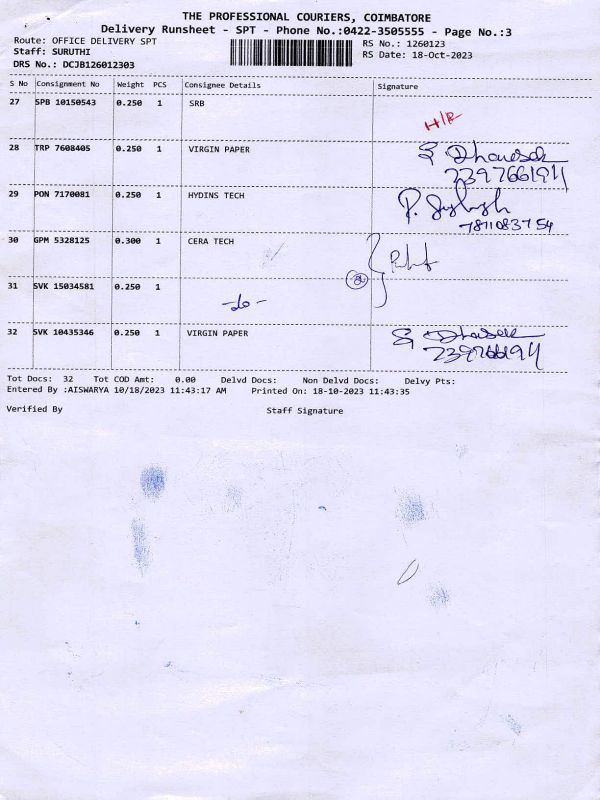 THE PROFESSIONAL COURIERS, COIMBATORE
Delivery Runsheet - SPT - Phone No.:0422-3505555 - Page No.:3
Route: OFFICE DELIVERY SPT RS No.: 1260123
Staff: SURUTHI RS Date: 18-Oct-2023
DRS No.: DCJB126012303
S No Consignment No Weight PCS Consignee Details Signature
27 SPB 10150543 0.250 1 SRB
H/R
28 TRP 7608405 0.250 1 VIRGIN PAPER
29 PON 7170081 0.250 1 HYDINS TECH
7871083754
30 GPM 5328125 0.300 1 CERA TECH
31 SVK 15034581 0.250 1
-do-
32 SVK 10435346 0.250 1 VIRGIN PAPER
Tot Docs: 32 Tot COD Amt: 0.00 Delvd Docs: Non Delvd Docs: Delvy Pts:
Entered By :AISWARYA 10/18/2023 11:43:17 AM Printed On: 18-10-2023 11:43:35
Verified By Staff Signature